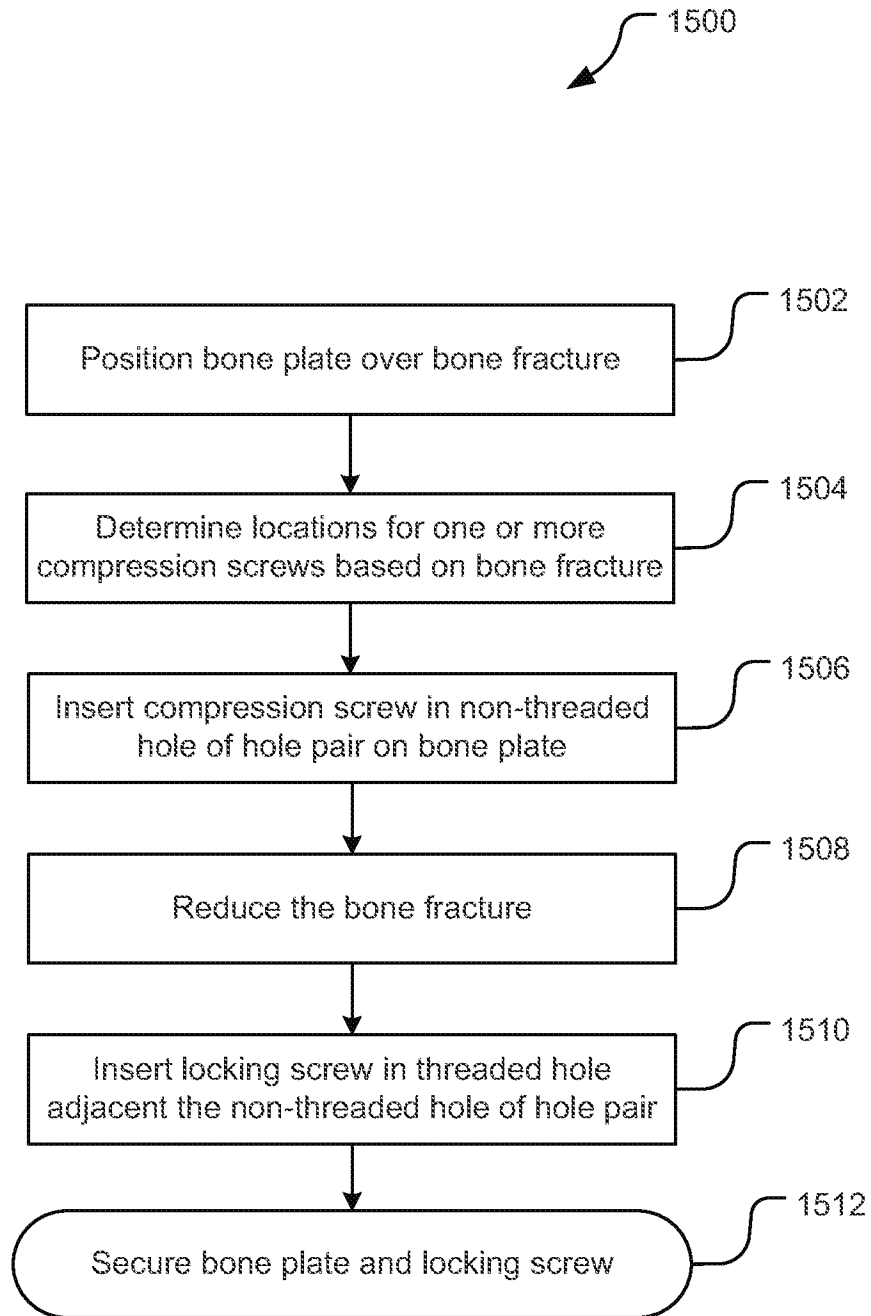 1500
1502
Position bone plate over bone fracture
1504
Determine locations for one or more
compression screws based on bone fracture
1506
Insert compression screw in non-threaded
hole of hole pair on bone plate
1508
Reduce the bone fracture
1510
Insert locking screw in threaded hole
adjacent the non-threaded hole of hole pair
1512
Secure bone plate and locking screw